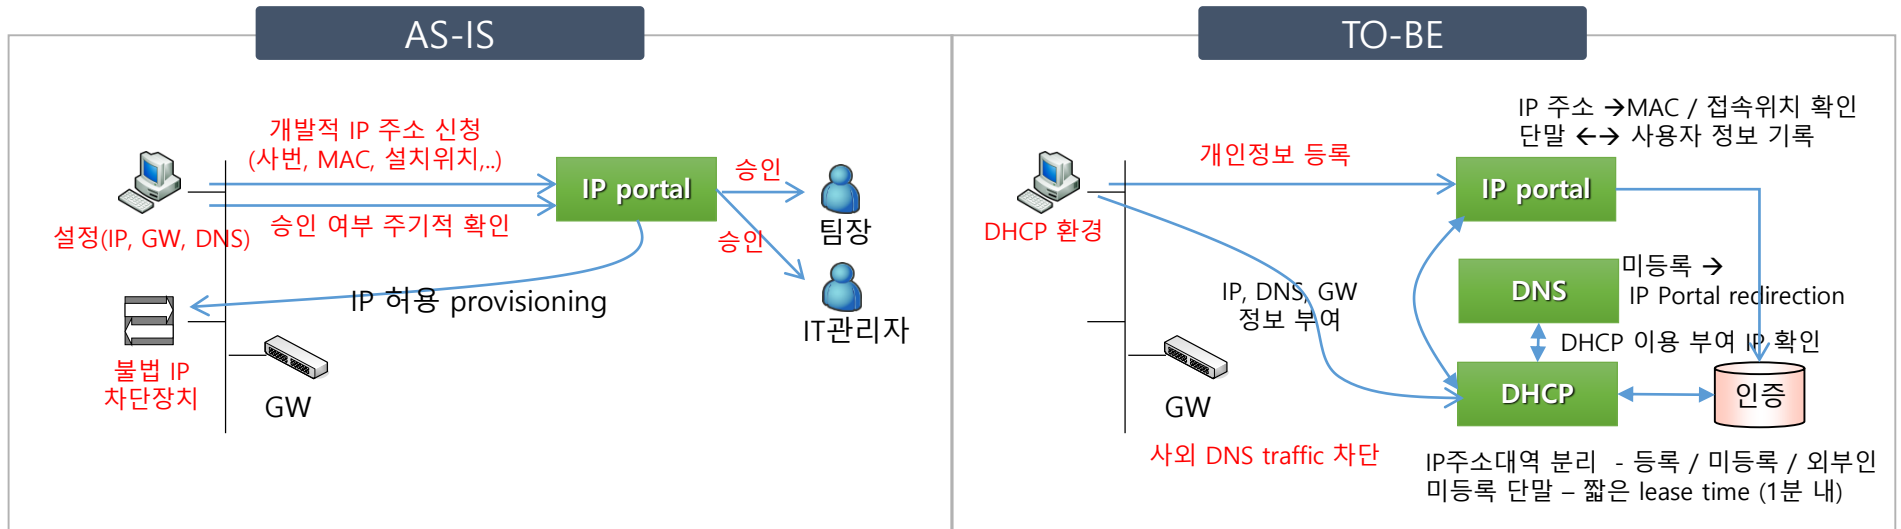 AS-IS
개발적 IP 주소 신청
(사번, MAC, 설치위치,..)
IP portal
승인
팀장
설정(IP, GW, DNS)
승인 여부 주기적 확인
승인
IP 허용 provisioning
IT관리자
불법 IP
차단장치
GW
TO-BE
IP 주소 →MAC / 접속위치 확인
단말 ←→ 사용자 정보 기록
개인정보 등록
IP portal
DHCP 환경
IP, DNS, GW
정보 부여
DNS
미등록 →
IP Portal redirection
DHCP 이용 부여 IP 확인
GW
DHCP
인증
사외 DNS traffic 차단
IP주소대역 분리 - 등록 / 미등록 / 외부인
미등록 단말 – 짧은 lease time (1분 내)